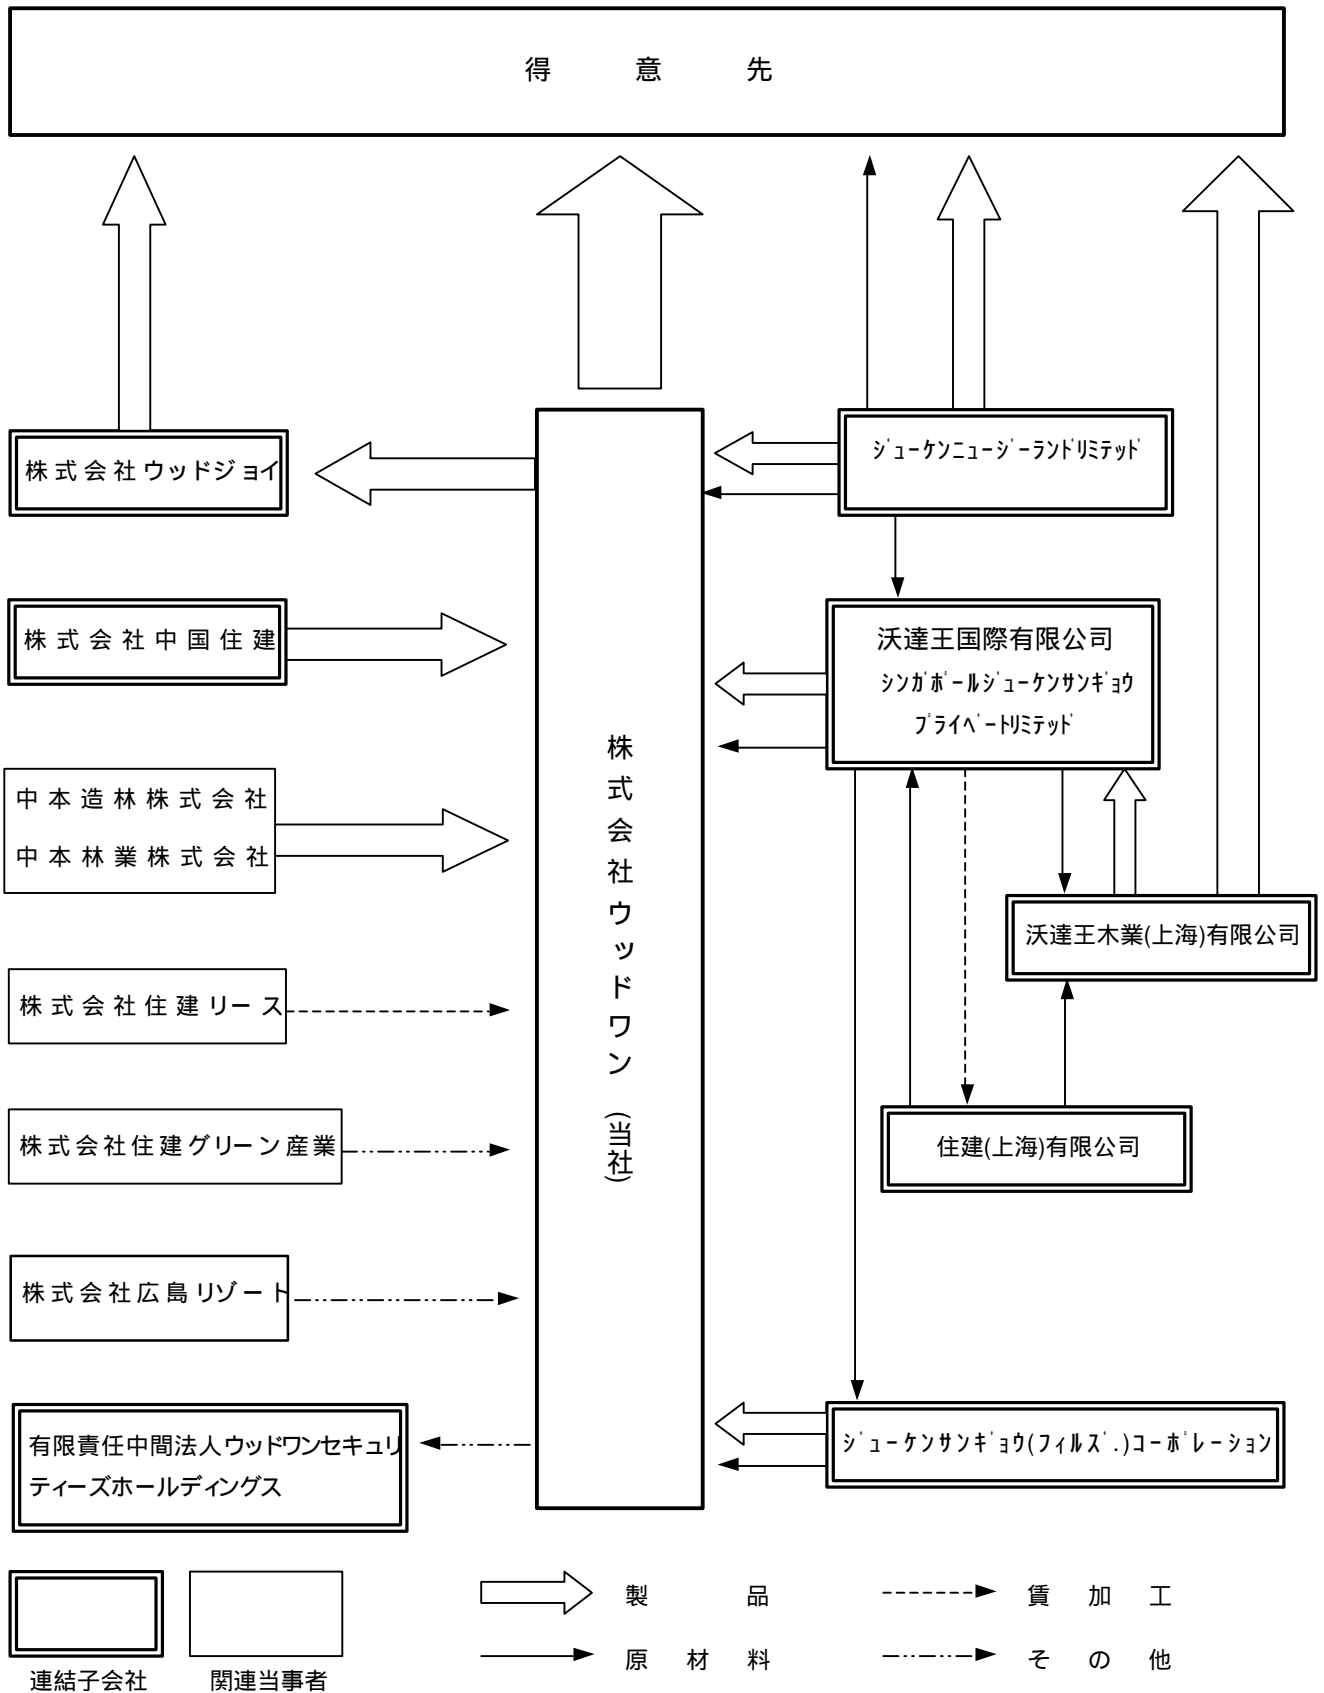 得意先
株式会社ウッドジョイ
ｼﾞｭｰｹﾝﾆｭｰｼﾞｰﾗﾝﾄﾞﾘﾐﾃｯﾄﾞ
株式会社中国住建
沃達王国際有限公司
ｼﾝｶﾞﾎﾟｰﾙｼﾞｭｰｹﾝｻﾝｷﾞｮｳ
ﾌﾟﾗｲﾍﾞｰﾄﾘﾐﾃｯﾄﾞ
株式会社ウッドワン(当社)
中本造林株式会社
中本林業株式会社
沃達王木業(上海)有限公司
株式会社住建リース
株式会社住建グリーン産業
住建(上海)有限公司
株式会社広島リゾート
有限責任中間法人ウッドワンセキュリ
ティーズホールディングス
ｼﾞｭｰｹﾝｻﾝｷﾞｮｳ(ﾌｨﾙｽﾞ.)ｺｰﾎﾟﾚｰｼｮﾝ
製品
賃加工
原材料
その他
連結子会社
関連当事者